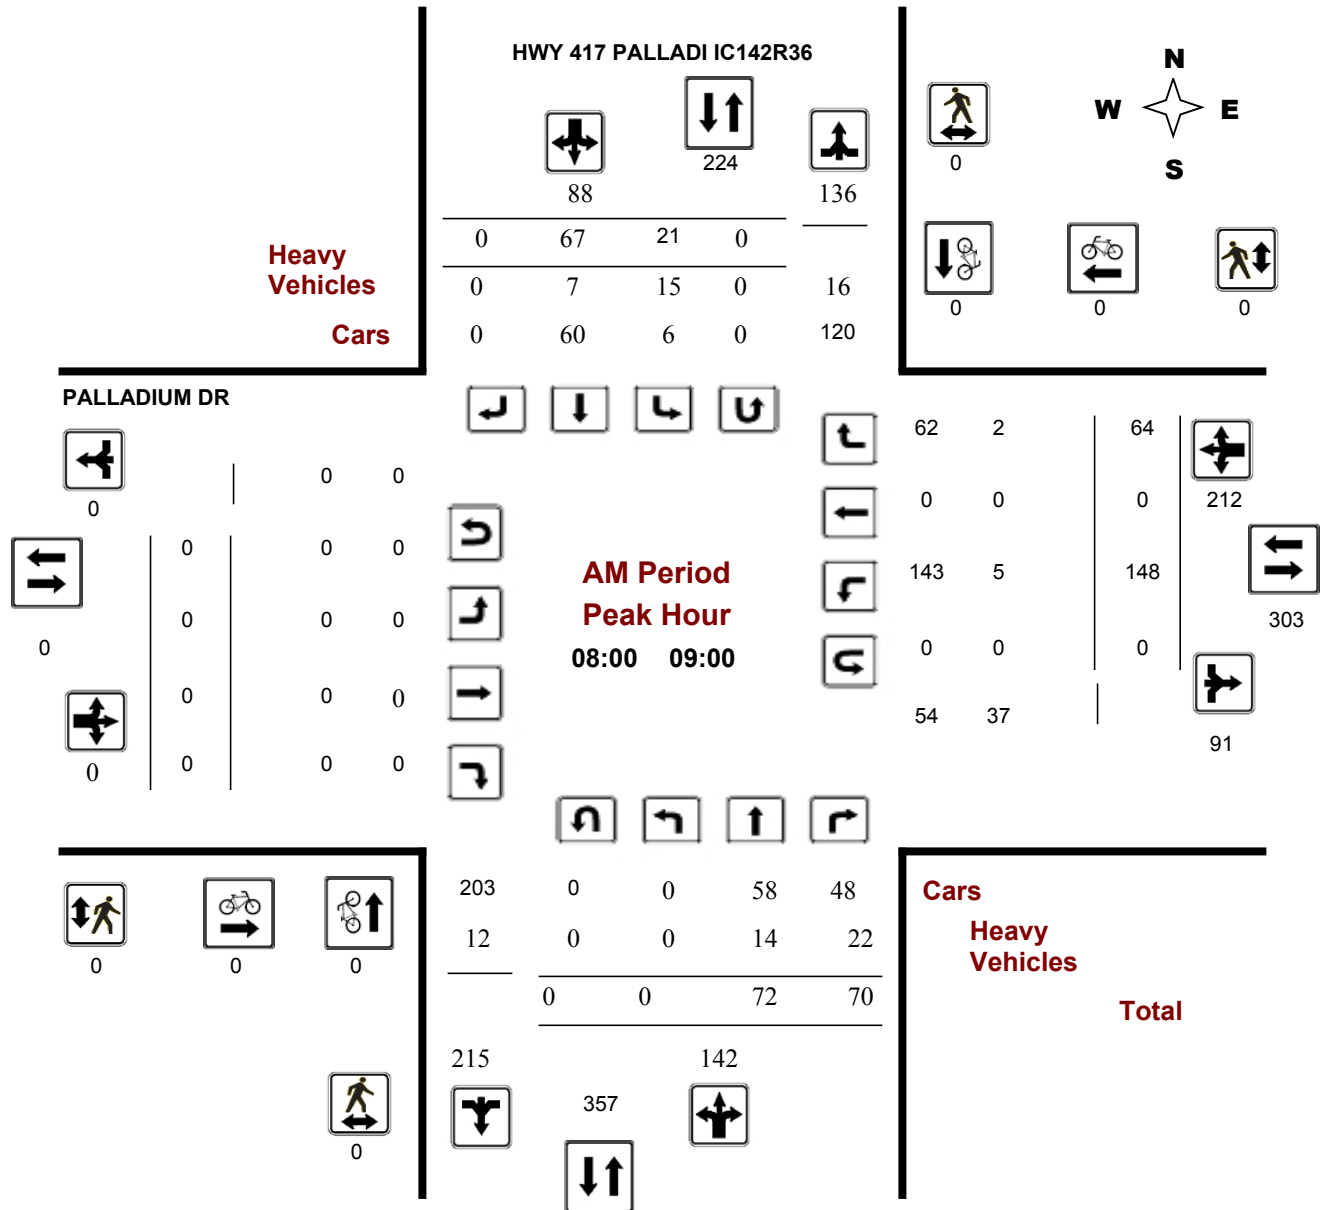 HWY 417 PALLADI IC142R36
N
W E
S
224
0
88
136
0 67 21 0
Heavy
Vehicles
0 7 15 0 16
0 0 0
Cars
0 60 6 0 120
PALLADIUM DR
62 2 64
0 0
0
0 0 0
212
0 0 0
AM Period
143 5 148
Peak Hour
0 0 0
303
0
08:00 09:00
0 0 0
0 0 0
54 37
91
0
0 0 0
203 0 0 58 48
Cars
12 0 0 14 22
Heavy
Vehicles
0 0 0
0 0 72 70
Total
215
142
357
0